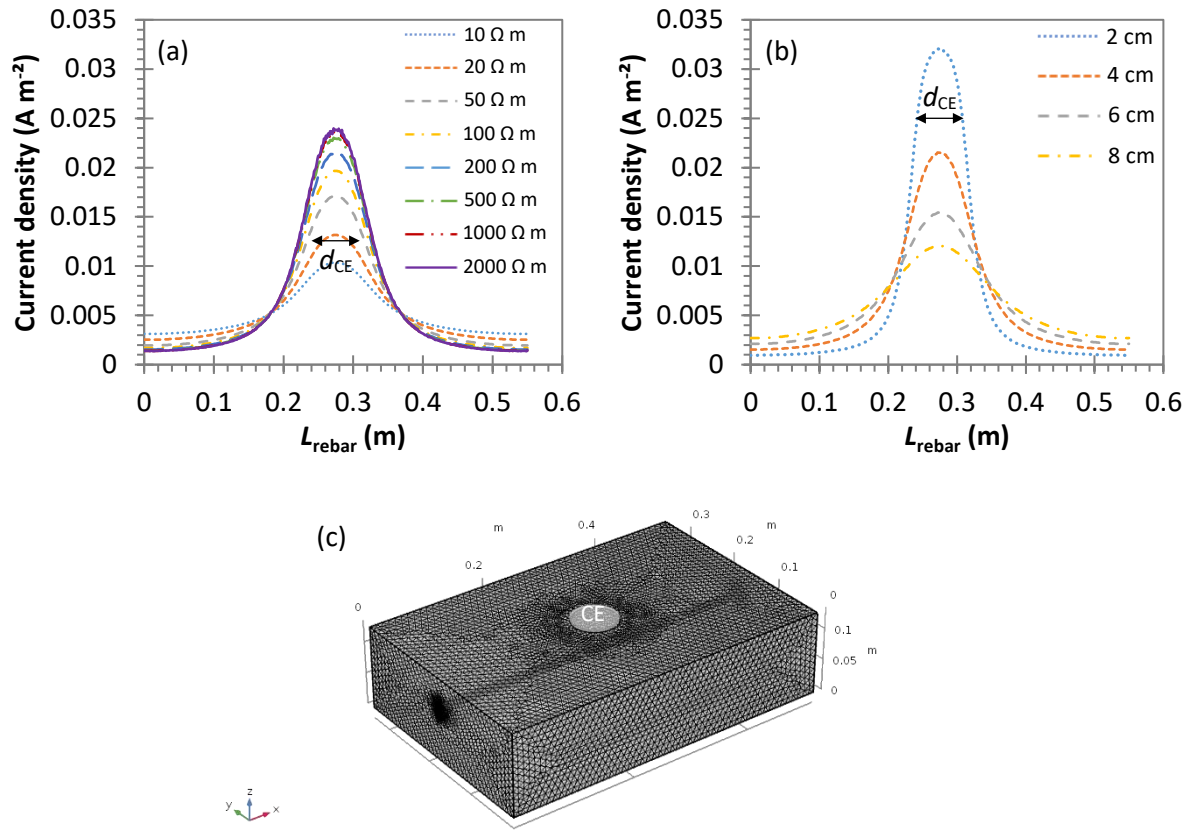 (a)
Current density (A m⁻²)
0.035
0.03
0.025
0.02
0.015
0.01
0.005
0
10 Ω m
20 Ω m
50 Ω m
100 Ω m
200 Ω m
500 Ω m
1000 Ω m
2000 Ω m
dCE
0 0.1 0.2 0.3 0.4 0.5 0.6
Lrebar (m)
(b)
Current density (A m⁻²)
0.035
0.03
0.025
0.02
0.015
0.01
0.005
0
2 cm
4 cm
6 cm
8 cm
dCE
0 0.1 0.2 0.3 0.4 0.5 0.6
Lrebar (m)
(c)
m
0
0.2
0.4
0.3
m
0.2
0.1
0
0.1
0.05
m
0
CE
z
y
x